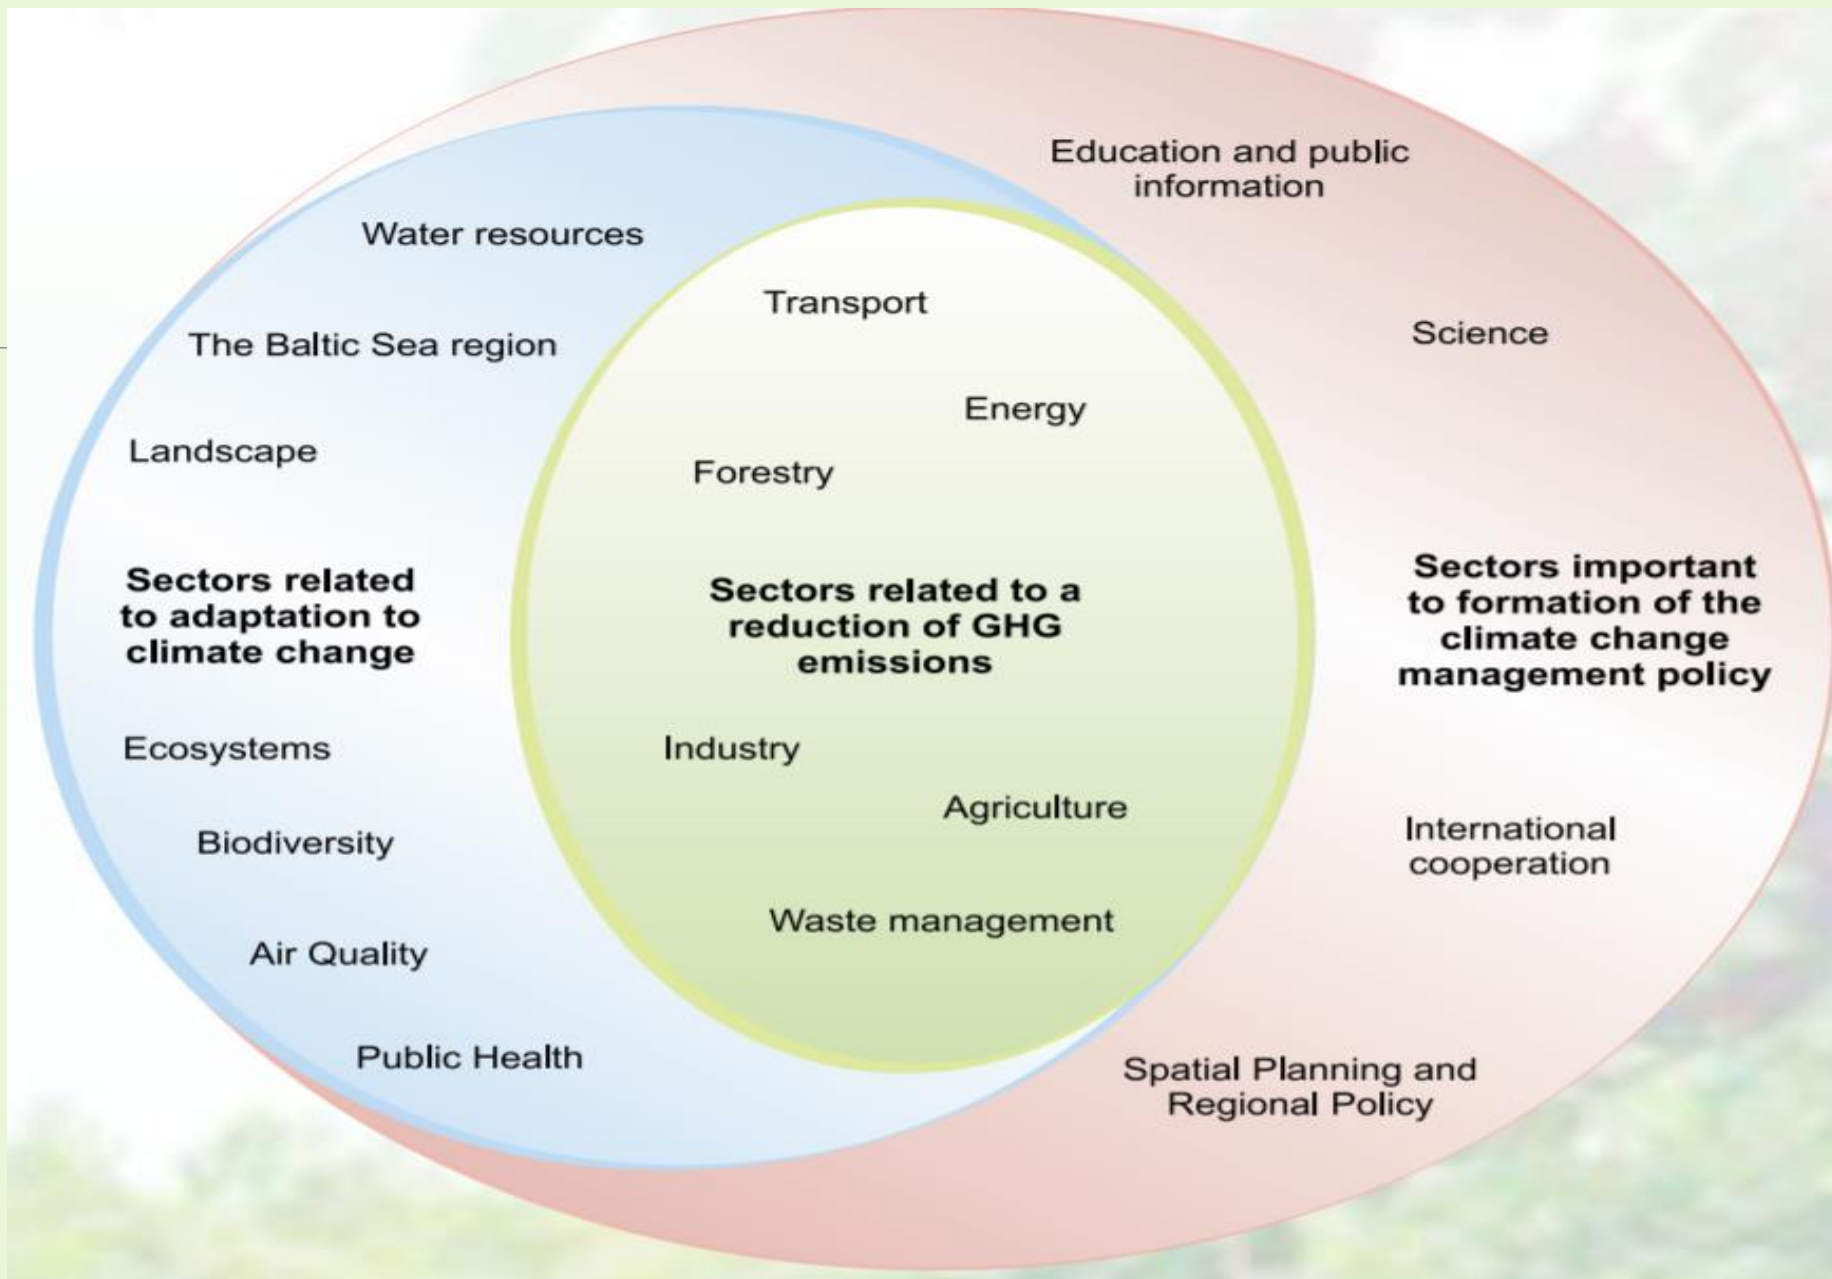 Education and public
information
Water resources
Transport
Science
The Baltic Sea region
Energy
Landscape
Forestry
Sectors related
to adaptation to
climate change
Sectors related to a
reduction of GHG
emissions
Sectors important
to formation of the
climate change
management policy
Ecosystems
Industry
Agriculture
Biodiversity
International
cooperation
Waste management
Air Quality
Public Health
Spatial Planning and
Regional Policy